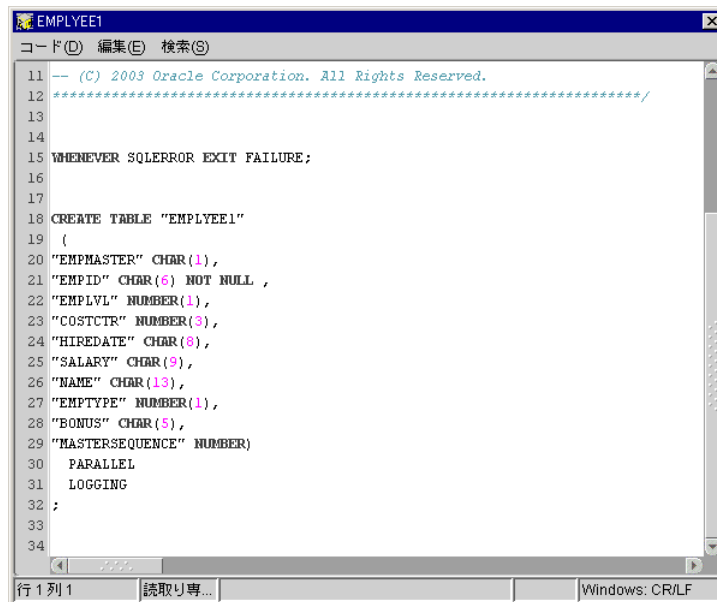 EMPLYEE1
コード(D) 編集(E) 検索(S)
11 -- (C) 2003 Oracle Corporation. All Rights Reserved.
12 **********************************************************************/
13
14
15 WHENEVER SQLERROR EXIT FAILURE;
16
17
18 CREATE TABLE "EMPLYEE1"
19 (
20 "EMPMASTER" CHAR(1),
21 "EMPID" CHAR(6) NOT NULL ,
22 "EMPLVL" NUMBER(1),
23 "COSTCTR" NUMBER(3),
24 "HIREDATE" CHAR(8),
25 "SALARY" CHAR(9),
26 "NAME" CHAR(13),
27 "EMPTYPE" NUMBER(1),
28 "BONUS" CHAR(5),
29 "MASTERSEQUENCE" NUMBER)
30 PARALLEL
31 LOGGING
32 ;
33
34
行 1 列 1 読取り専... Windows: CR/LF